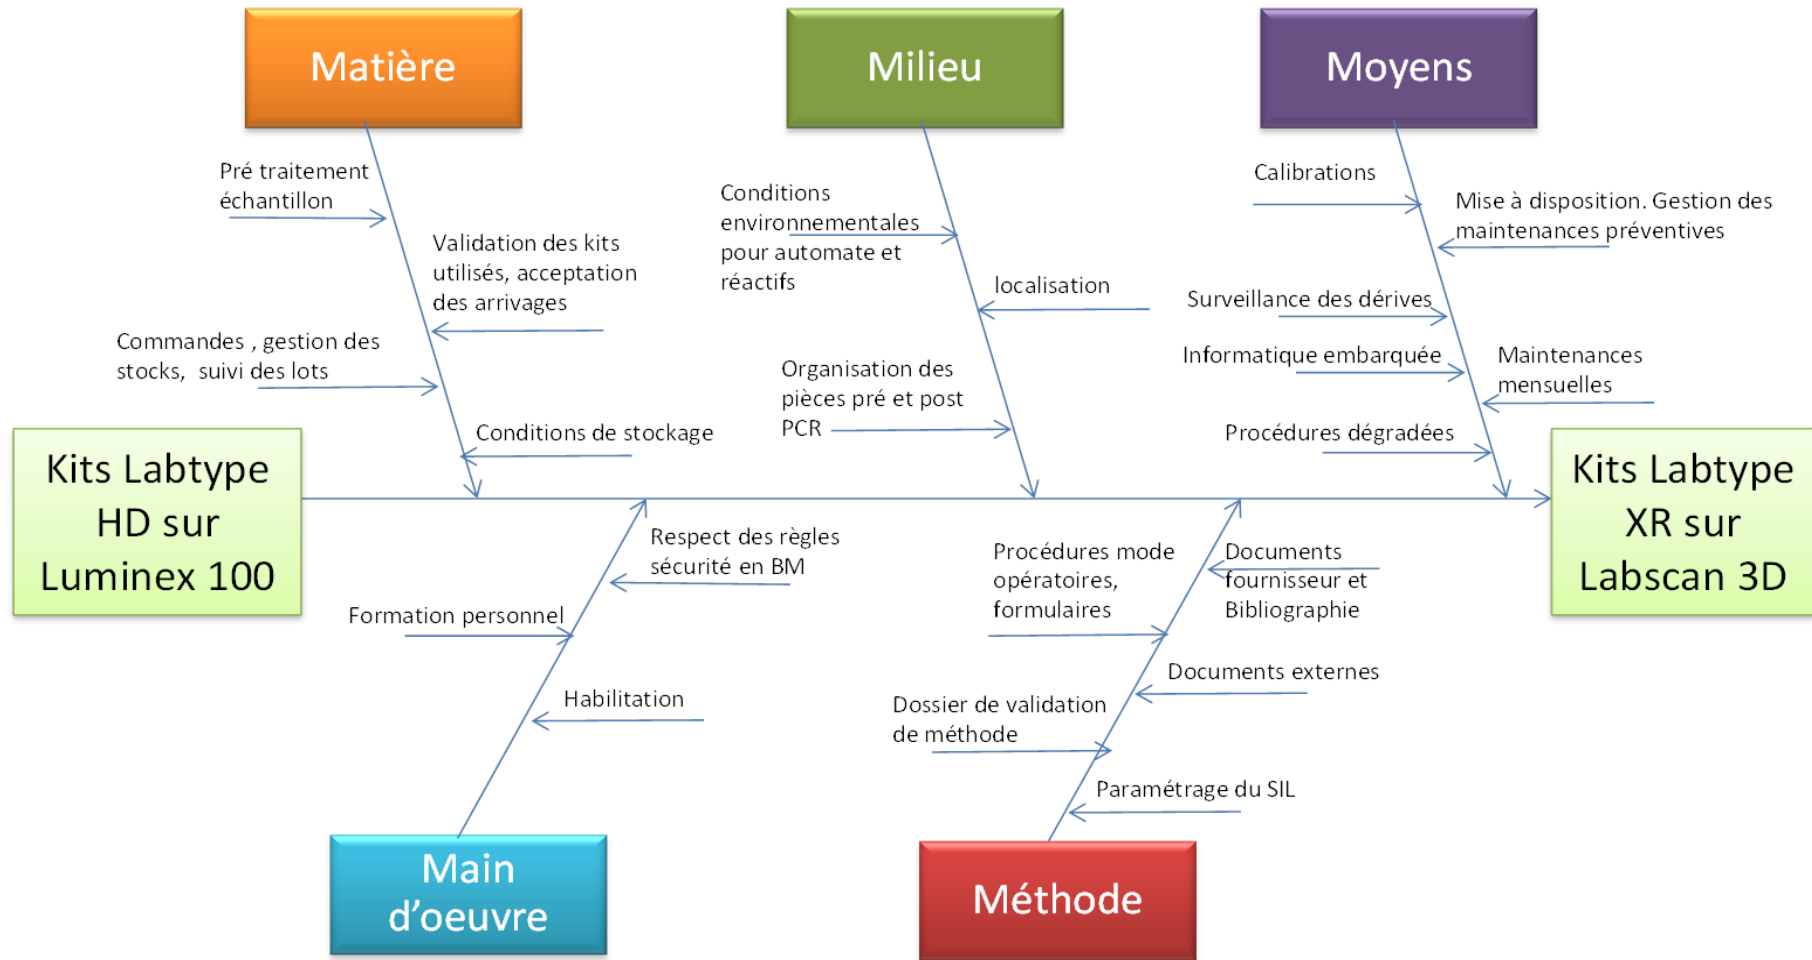 Matière
Milieu
Moyens
Pré traitement
échantillon
Validation des kits
utilisés, acceptation
des arrivages
Commandes , gestion des
stocks,  suivi des lots
Conditions de stockage
Conditions
environnementales
pour automate et
réactifs
localisation
Organisation des
pièces pré et post
PCR
Calibrations
Mise à disposition. Gestion des
maintenances préventives
Surveillance des dérives
Informatique embarquée
Maintenances
mensuelles
Procédures dégradées
Kits Labtype
HD sur
Luminex 100
Kits Labtype
XR sur
Labscan 3D
Respect des règles
sécurité en BM
Formation personnel
Habilitation
Procédures mode
opératoires,
formulaires
Documents
fournisseur et
Bibliographie
Documents externes
Dossier de validation
de méthode
Paramétrage du SIL
Main
d’oeuvre
Méthode